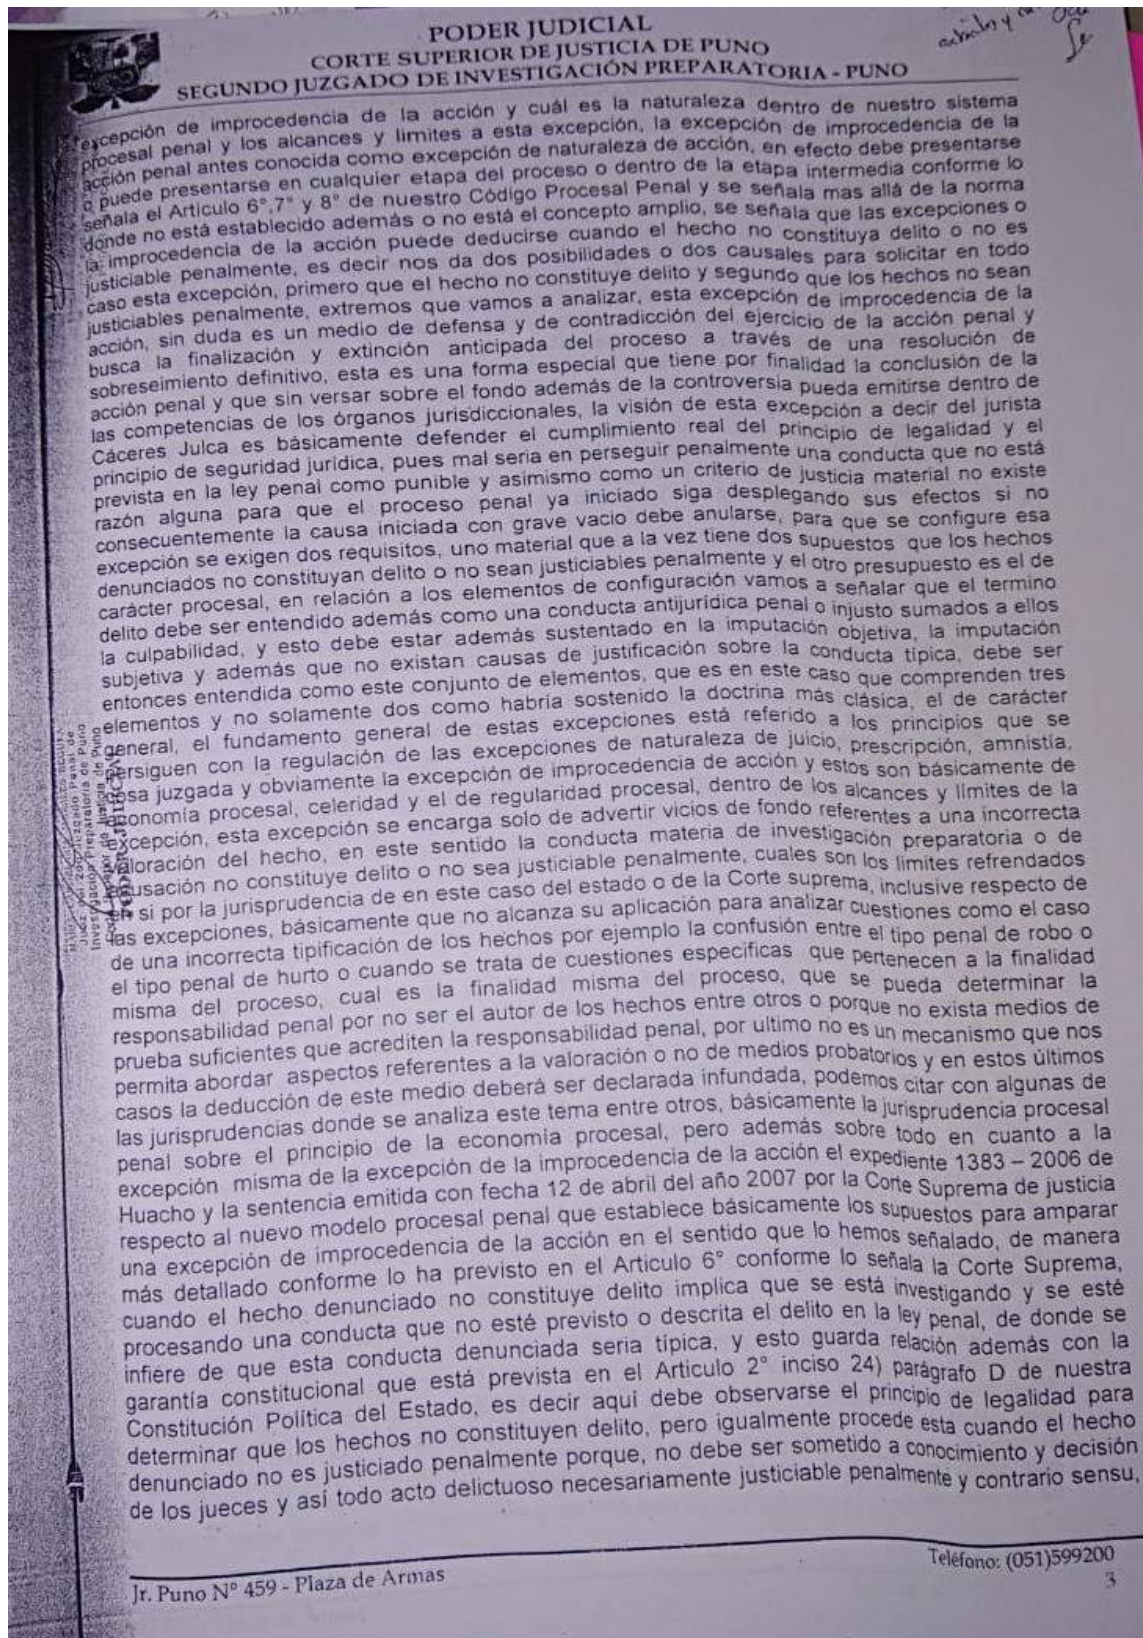 PODER JUDICIAL
CORTE SUPERIOR DE JUSTICIA DE PUNO
SEGUNDO JUZGADO DE INVESTIGACIÓN PREPARATORIA - PUNO
excepción de improcedencia de la acción y cuál es la naturaleza dentro de nuestro sistema
procesal penal y los alcances y limites a esta excepción, la excepción de improcedencia de la
acción penal antes conocida como excepción de naturaleza de acción, en efecto debe presentarse
o puede presentarse en cualquier etapa del proceso o dentro de la etapa intermedia conforme lo
señala el Articulo 6°,7° y 8° de nuestro Código Procesal Penal y se señala mas allá de la norma
donde no está establecido además o no está el concepto amplio, se señala que las excepciones o
la improcedencia de la acción puede deducirse cuando el hecho no constituya delito o no es
justiciable penalmente, es decir nos da dos posibilidades o dos causales para solicitar en todo
caso esta excepción, primero que el hecho no constituye delito y segundo que los hechos no sean
justiciables penalmente, extremos que vamos a analizar, esta excepción de improcedencia de la
acción, sin duda es un medio de defensa y de contradicción del ejercicio de la acción penal y
busca la finalización y extinción anticipada del proceso a través de una resolución de
sobreseimiento definitivo, esta es una forma especial que tiene por finalidad la conclusión de la
acción penal y que sin versar sobre el fondo además de la controversia pueda emitirse dentro de
las competencias de los órganos jurisdiccionales, la visión de esta excepción a decir del jurista
Cáceres Julca es básicamente defender el cumplimiento real del principio de legalidad y el
principio de seguridad jurídica, pues mal seria en perseguir penalmente una conducta que no está
prevista en la ley penal como punible y asimismo como un criterio de justicia material no existe
razón alguna para que el proceso penal ya iniciado siga desplegando sus efectos si no
consecuentemente la causa iniciada con grave vacio debe anularse, para que se configure esa
excepción se exigen dos requisitos, uno material que a la vez tiene dos supuestos que los hechos
denunciados no constituyan delito o no sean justiciables penalmente y el otro presupuesto es el de
carácter procesal, en relación a los elementos de configuración vamos a señalar que el termino
delito debe ser entendido además como una conducta antijurídica penal o injusto sumados a ellos
la culpabilidad, y esto debe estar además sustentado en la imputación objetiva, la imputación
subjetiva y además que no existan causas de justificación sobre la conducta típica, debe ser
entonces entendida como este conjunto de elementos, que es en este caso que comprenden tres
elementos y no solamente dos como habría sostenido la doctrina más clásica, el de carácter
general, el fundamento general de estas excepciones está referido a los principios que se
persiguen con la regulación de las excepciones de naturaleza de juicio, prescripción, amnistía,
cosa juzgada y obviamente la excepción de improcedencia de acción y estos son básicamente de
economía procesal, celeridad y el de regularidad procesal, dentro de los alcances y límites de la
excepción, esta excepción se encarga solo de advertir vicios de fondo referentes a una incorrecta
valoración del hecho, en este sentido la conducta materia de investigación preparatoria o de
acusación no constituye delito o no sea justiciable penalmente, cuales son los limites refrendados
en si por la jurisprudencia de en este caso del estado o de la Corte suprema, inclusive respecto de
las excepciones, básicamente que no alcanza su aplicación para analizar cuestiones como el caso
de una incorrecta tipificación de los hechos por ejemplo la confusión entre el tipo penal de robo o
el tipo penal de hurto o cuando se trata de cuestiones especificas que pertenecen a la finalidad
misma del proceso, cual es la finalidad misma del proceso, que se pueda determinar la
responsabilidad penal por no ser el autor de los hechos entre otros o porque no exista medios de
prueba suficientes que acrediten la responsabilidad penal, por ultimo no es un mecanismo que nos
permita abordar aspectos referentes a la valoración o no de medios probatorios y en estos últimos
casos la deducción de este medio deberá ser declarada infundada, podemos citar con algunas de
las jurisprudencias donde se analiza este tema entre otros, básicamente la jurisprudencia procesal
penal sobre el principio de la economía procesal, pero además sobre todo en cuanto a la
excepción misma de la excepción de la improcedencia de la acción el expediente 1383 – 2006 de
Huacho y la sentencia emitida con fecha 12 de abril del año 2007 por la Corte Suprema de justicia
respecto al nuevo modelo procesal penal que establece básicamente los supuestos para amparar
una excepción de improcedencia de la acción en el sentido que lo hemos señalado, de manera
más detallado conforme lo ha previsto en el Articulo 6° conforme lo señala la Corte Suprema,
cuando el hecho denunciado no constituye delito implica que se está investigando y se esté
procesando una conducta que no esté previsto o descrita el delito en la ley penal, de donde se
infiere de que esta conducta denunciada seria típica, y esto guarda relación además con la
garantía constitucional que está prevista en el Articulo 2° inciso 24) parágrafo D de nuestra
Constitución Política del Estado, es decir aquí debe observarse el principio de legalidad para
determinar que los hechos no constituyen delito, pero igualmente procede esta cuando el hecho
denunciado no es justiciado penalmente porque, no debe ser sometido a conocimiento y decisión
de los jueces y así todo acto delictuoso necesariamente justiciable penalmente y contrario sensu,
Jr. Puno N° 459 - Plaza de Armas
Teléfono: (051)599200
3